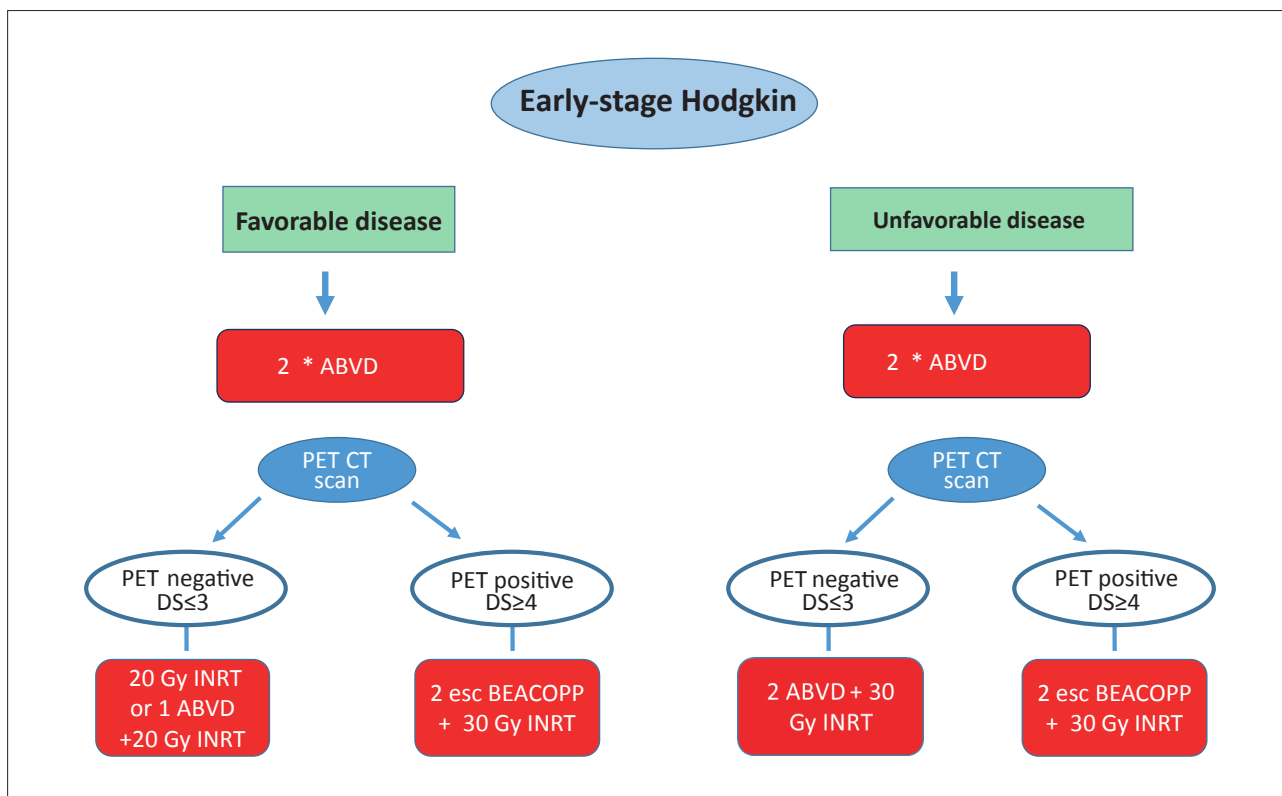 Early-stage Hodgkin
Favorable disease
Unfavorable disease
2 * ABVD
2 * ABVD
PET CT
scan
PET CT
scan
PET negative
DS≤3
PET positive
DS≥4
PET negative
DS≤3
PET positive
DS≥4
20 Gy INRT
or 1 ABVD
+20 Gy INRT
2 esc BEACOPP
+ 30 Gy INRT
2 ABVD + 30
Gy INRT
2 esc BEACOPP
+ 30 Gy INRT